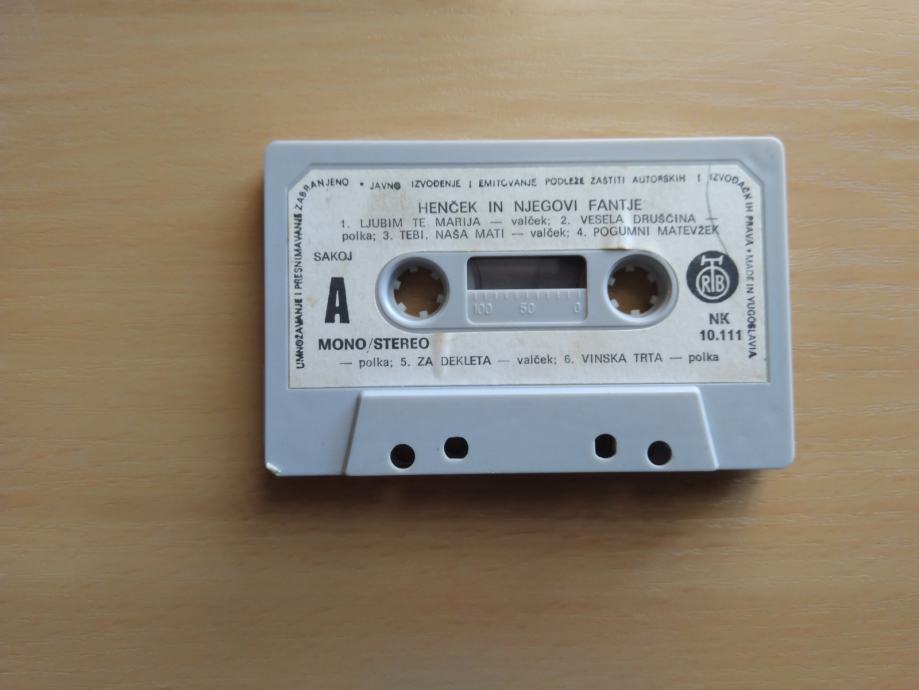 UMNOŽAVANJE I PRESNIMAVANJE ZABRANJENO • JAVNO IZVOĐENJE I EMITOVANJE PODLEŽE ZAŠTITI AUTORSKIH I IZVOĐAČKIH PRAVA • MADE IN YUGOSLAVIA
HENČEK IN NJEGOVI FANTJE
1. LJUBIM TE MARIJA — valček; 2. VESELA DRUŠČINA —
polka; 3. TEBI, NAŠA MATI — valček; 4. POGUMNI MATEVŽEK
SAKOJ
A
RTB
100 50 0
NK
10.111
MONO/STEREO
— polka; 5. ZA DEKLETA — valček; 6. VINSKA TRTA — polka